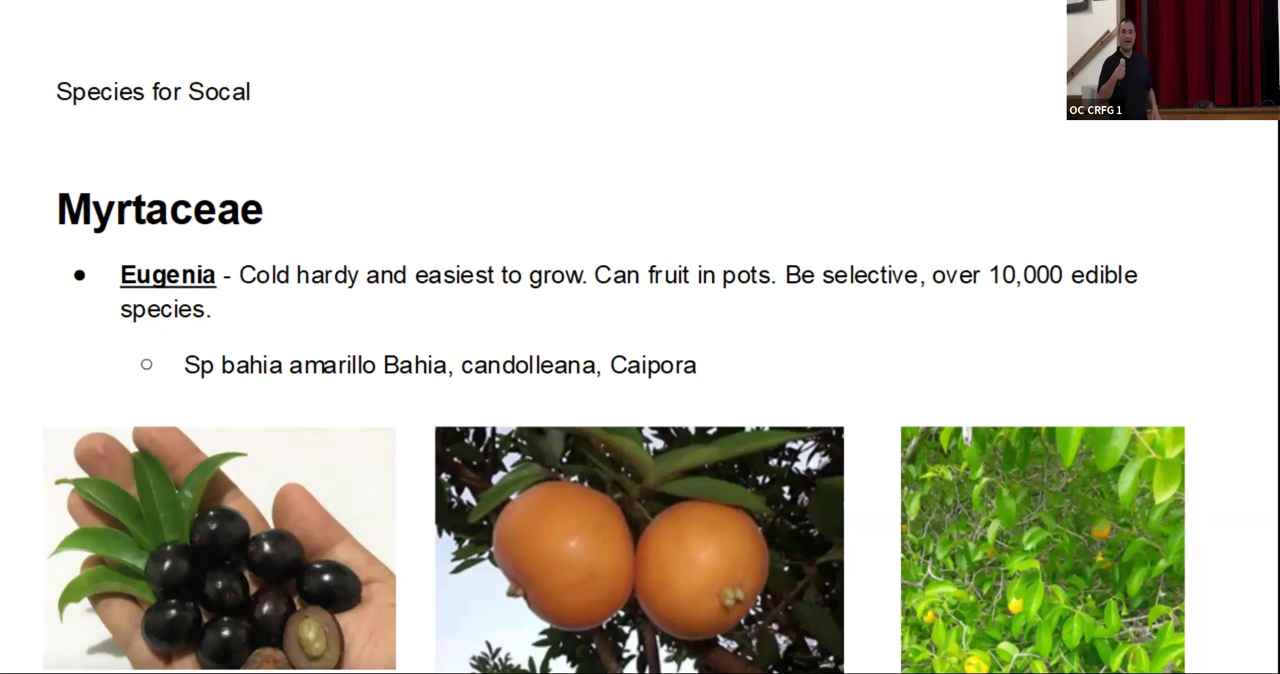 OC CRFG 1
Species for Socal
Myrtaceae
● Eugenia - Cold hardy and easiest to grow. Can fruit in pots. Be selective, over 10,000 edible
species.
○ Sp bahia amarillo Bahia, candolleana, Caipora